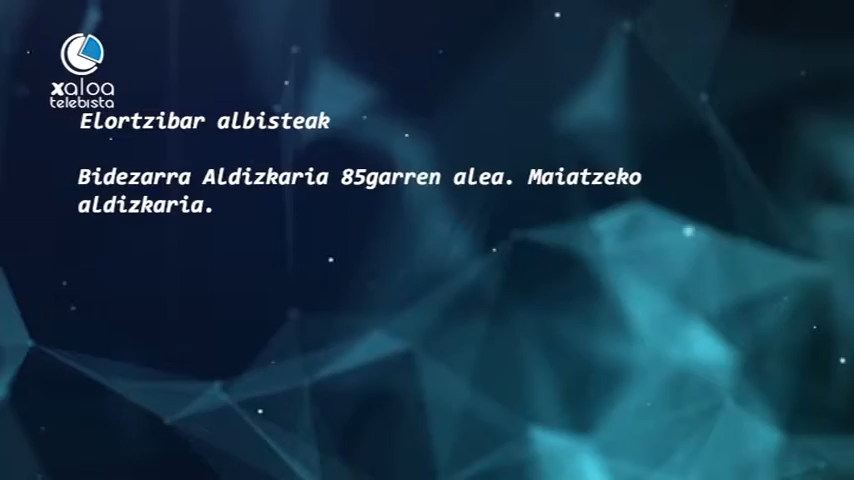 xaloa
telebista
Elortzibar albisteak
Bidezarra Aldizkaria 85garren alea. Maiatzeko
aldizkaria.